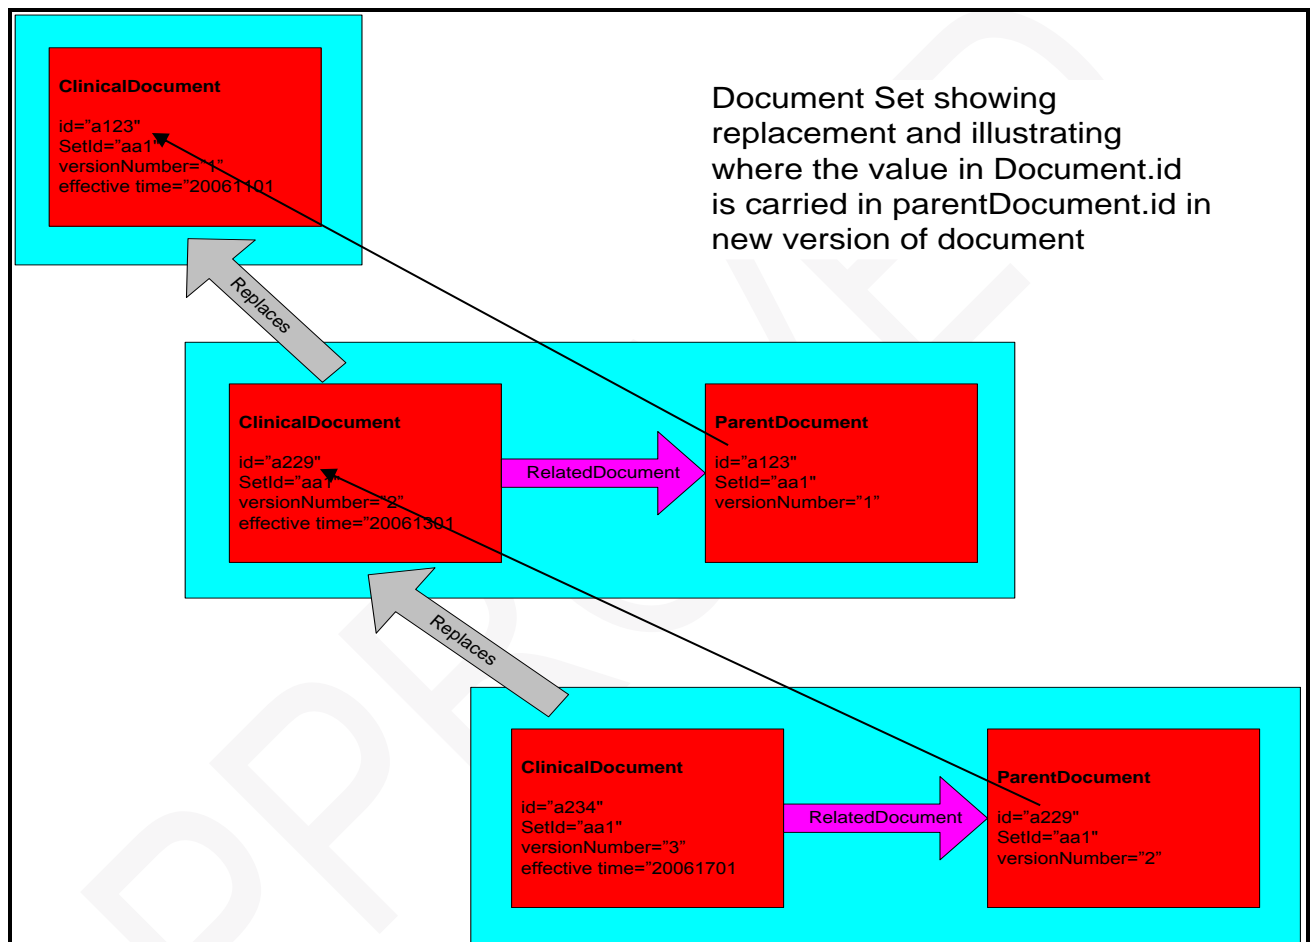 ClinicalDocument
id="a123"
SetId="aa1"
versionNumber="1"
effective time="20061101
Document Set showing
replacement and illustrating
where the value in Document.id
is carried in parentDocument.id in
new version of document
Replaces
ClinicalDocument
id="a229"
SetId="aa1"
versionNumber="2"
effective time="20061301
RelatedDocument
ParentDocument
id="a123"
SetId="aa1"
versionNumber="1"
Replaces
ClinicalDocument
id="a234"
SetId="aa1"
versionNumber="3"
effective time="20061701
RelatedDocument
ParentDocument
id="a229"
SetId="aa1"
versionNumber="2"